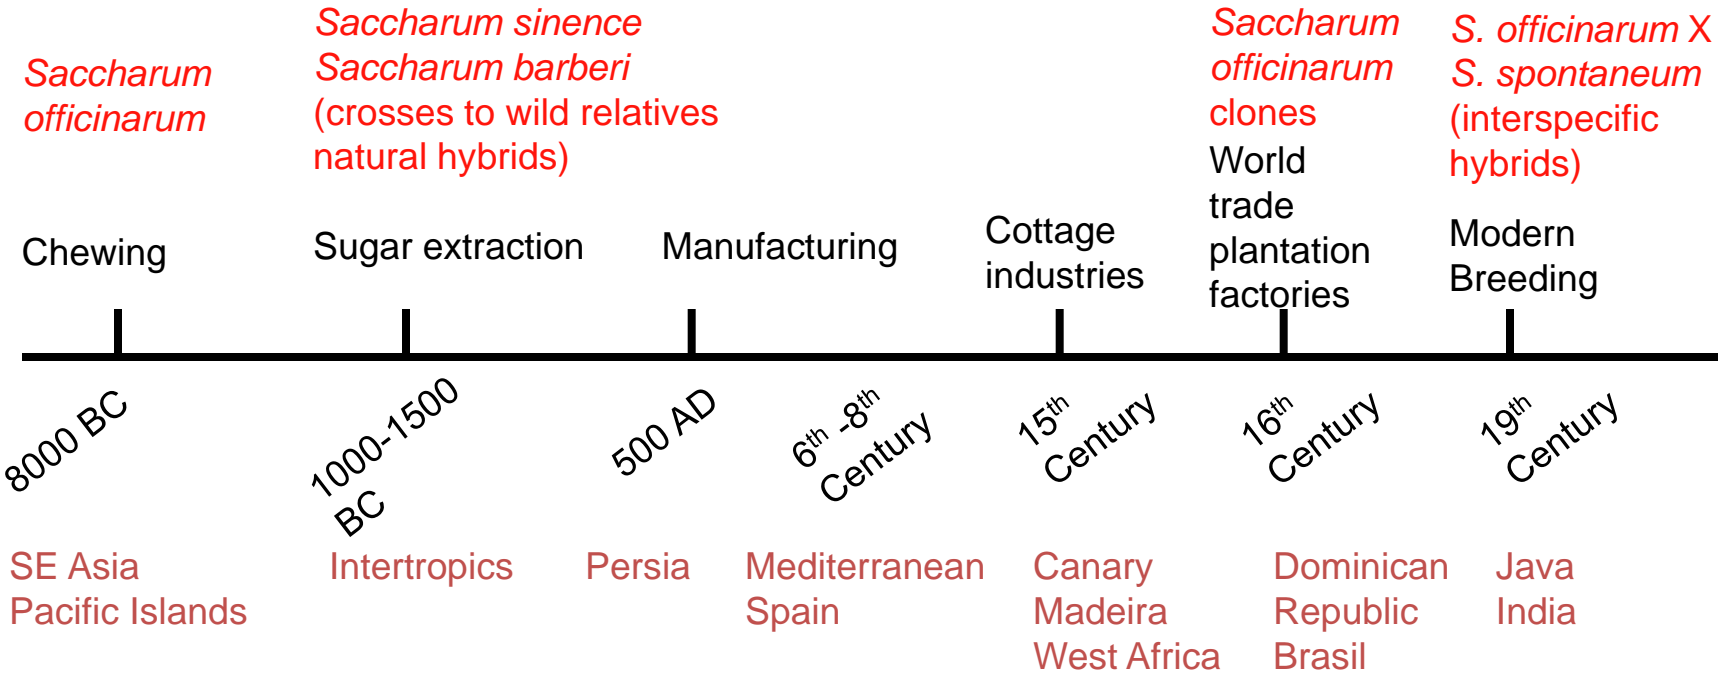 Saccharum
officinarum
Saccharum sinence
Saccharum barberi
(crosses to wild relatives
natural hybrids)
Saccharum
officinarum
clones
S. officinarum X
S. spontaneum
(interspecific
hybrids)
Chewing
Sugar extraction
Manufacturing
Cottage
industries
World
trade
plantation
factories
Modern
Breeding
8000 BC
1000-1500
BC
500 AD
6th -8th
Century
15th
Century
16th
Century
19th
Century
SE Asia
Pacific Islands
Intertropics
Persia
Mediterranean
Spain
Canary
Madeira
West Africa
Dominican
Republic
Brasil
Java
India